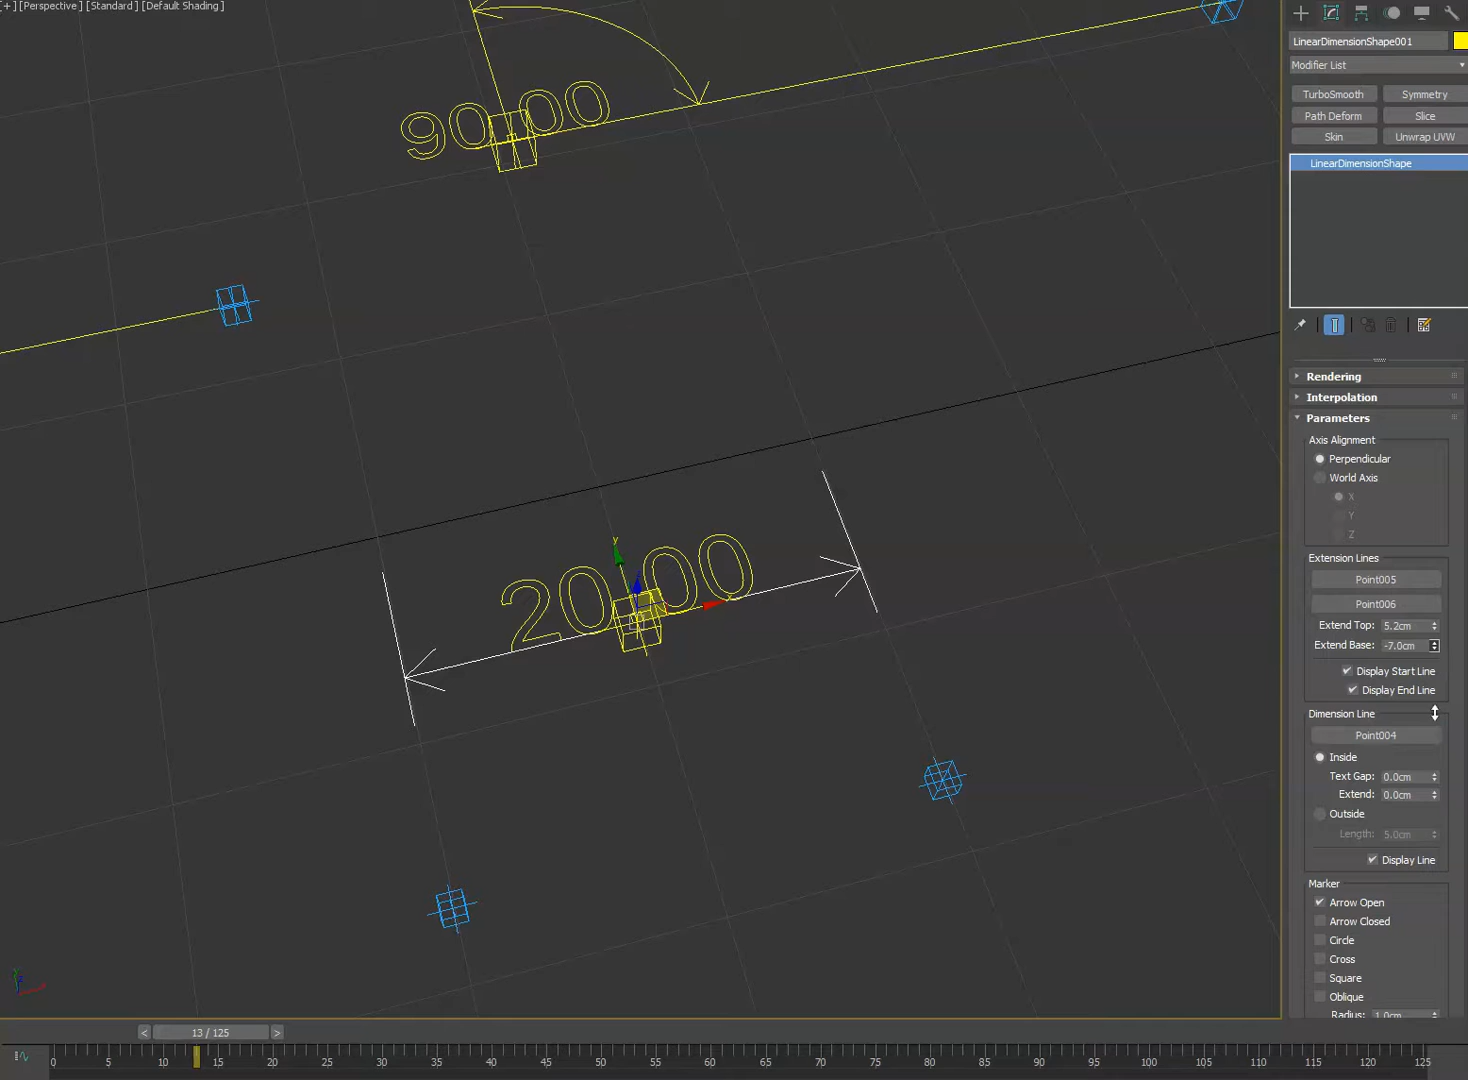 + ] [Perspective ] [Standard ] [Default Shading ]
LinearDimensionShape001
Modifier List
TurboSmooth Symmetry
Path Deform Slice
Skin Unwrap UVW
LinearDimensionShape
90.00
Rendering
Interpolation
Parameters
Axis Alignment
Perpendicular
World Axis
X
Y
Z
Extension Lines
Point005
Point006
Extend Top: 5.2cm
Extend Base: -7.0cm
Display Start Line
Display End Line
Dimension Line
Point004
Inside
Text Gap: 0.0cm
Extend: 0.0cm
Outside
Length: 5.0cm
Display Line
Marker
Arrow Open
Arrow Closed
Circle
Cross
Square
Oblique
Radius: 1.0cm
20.00
x
y
< 13 / 125 >
0 5 10 15 20 25 30 35 40 45 50 55 60 65 70 75 80 85 90 95 100 105 110 115 120 125